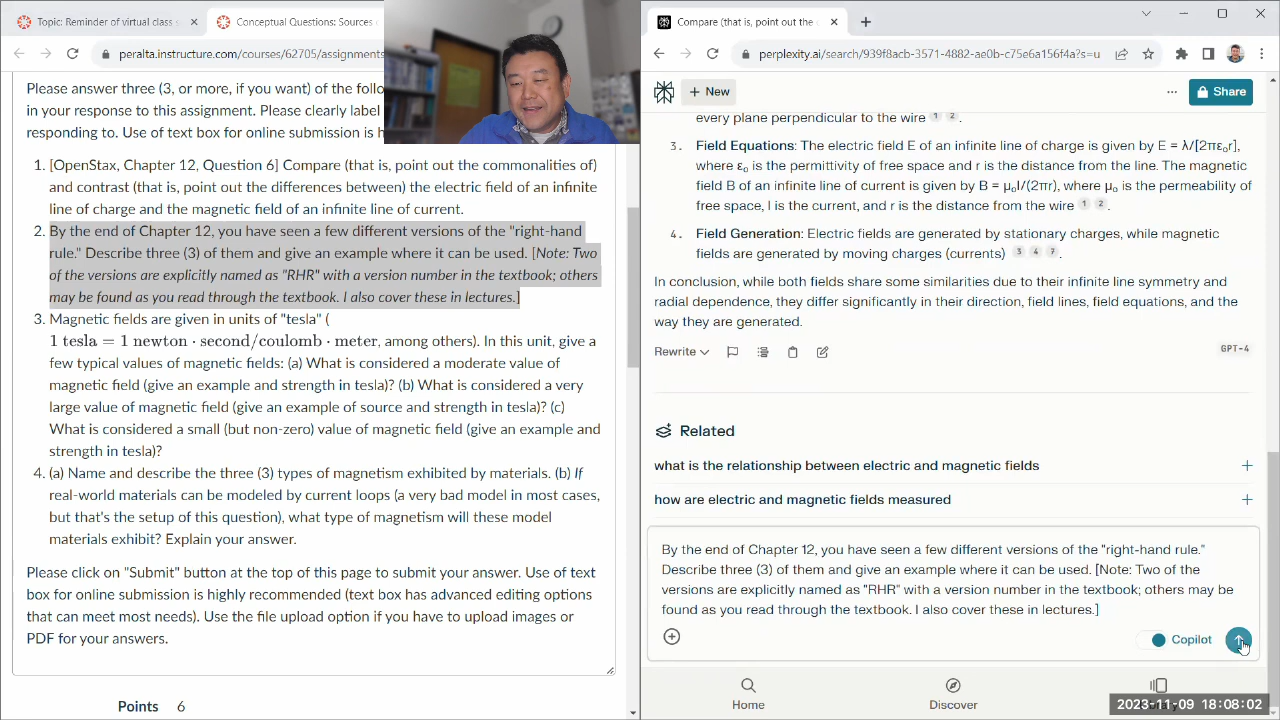 Topic: Reminder of virtual class s
Conceptual Questions: Sources o
peralta.instructure.com/courses/62705/assignments
Please answer three (3, or more, if you want) of the follo
in your response to this assignment. Please clearly label
responding to. Use of text box for online submission is h
1. [OpenStax, Chapter 12, Question 6] Compare (that is, point out the commonalities of)
and contrast (that is, point out the differences between) the electric field of an infinite
line of charge and the magnetic field of an infinite line of current.
2. By the end of Chapter 12, you have seen a few different versions of the "right-hand
rule." Describe three (3) of them and give an example where it can be used. [Note: Two
of the versions are explicitly named as "RHR" with a version number in the textbook; others
may be found as you read through the textbook. I also cover these in lectures.]
3. Magnetic fields are given in units of "tesla" (
1 tesla = 1 newton · second/coulomb · meter, among others). In this unit, give a
few typical values of magnetic fields: (a) What is considered a moderate value of
magnetic field (give an example and strength in tesla)? (b) What is considered a very
large value of magnetic field (give an example of source and strength in tesla)? (c)
What is considered a small (but non-zero) value of magnetic field (give an example and
strength in tesla)?
4. (a) Name and describe the three (3) types of magnetism exhibited by materials. (b) If
real-world materials can be modeled by current loops (a very bad model in most cases,
but that's the setup of this question), what type of magnetism will these model
materials exhibit? Explain your answer.
Please click on "Submit" button at the top of this page to submit your answer. Use of text
box for online submission is highly recommended (text box has advanced editing options
that can meet most needs). Use the file upload option if you have to upload images or
PDF for your answers.
Points 6
Compare (that is, point out the c
perplexity.ai/search/939f8acb-3571-4882-ae0b-c75e6a156f4a?s=u
New
Share
every plane perpendicular to the wire 1 2 .
3. Field Equations: The electric field E of an infinite line of charge is given by E = λ/[2πε₀r],
where ε₀ is the permittivity of free space and r is the distance from the line. The magnetic
field B of an infinite line of current is given by B = μ₀I/(2πr), where μ₀ is the permeability of
free space, I is the current, and r is the distance from the wire 1 2 .
4. Field Generation: Electric fields are generated by stationary charges, while magnetic
fields are generated by moving charges (currents) 3 4 7 .
In conclusion, while both fields share some similarities due to their infinite line symmetry and
radial dependence, they differ significantly in their direction, field lines, field equations, and the
way they are generated.
Rewrite
GPT-4
Related
what is the relationship between electric and magnetic fields
how are electric and magnetic fields measured
By the end of Chapter 12, you have seen a few different versions of the "right-hand rule."
Describe three (3) of them and give an example where it can be used. [Note: Two of the
versions are explicitly named as "RHR" with a version number in the textbook; others may be
found as you read through the textbook. I also cover these in lectures.]
Copilot
Home
Discover
2023-11-09 18:08:02